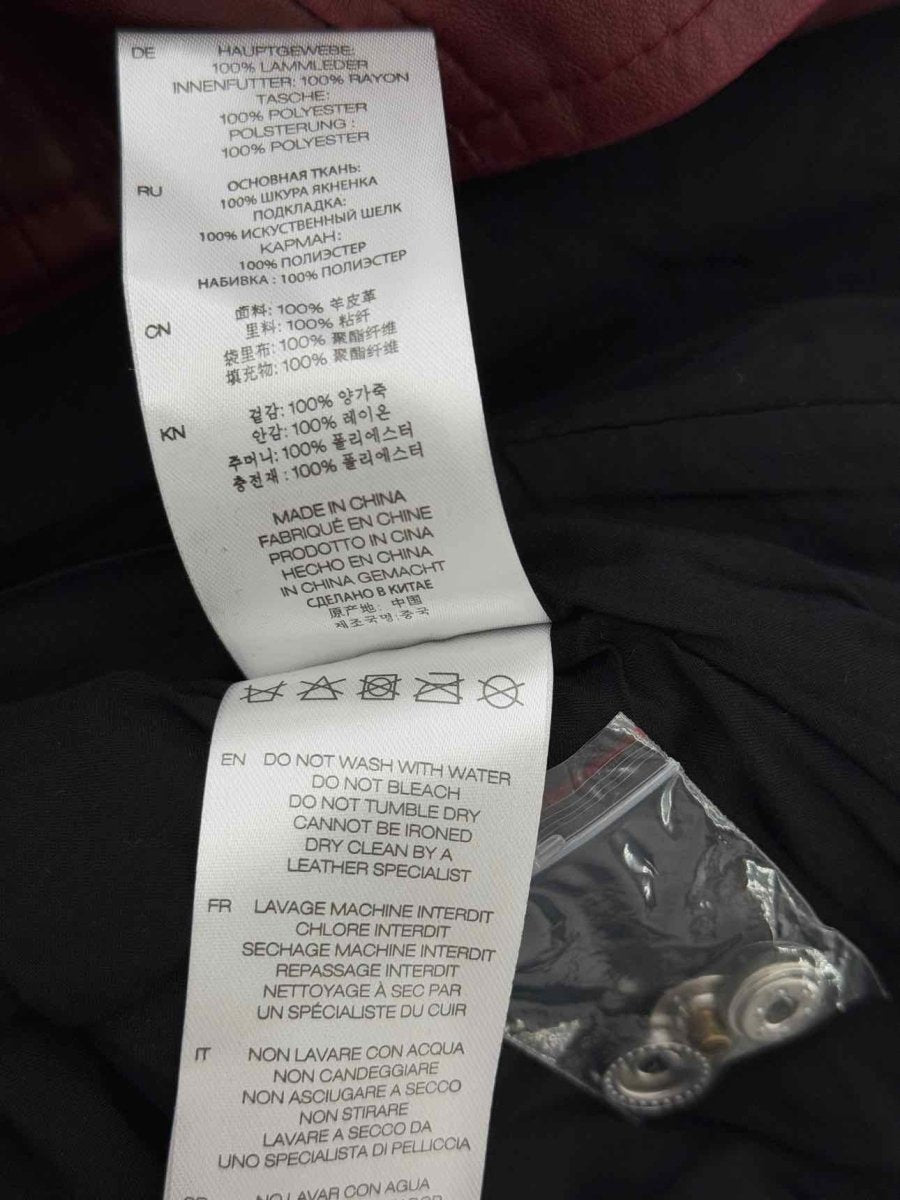 DE HAUPTGEWEBE:
100% LAMMLEDER
INNENFUTTER: 100% RAYON
TASCHE:
100% POLYESTER
POLSTERUNG :
100% POLYESTER
RU ОСНОВНАЯ ТКАНЬ:
100% ШКУРА ЯКНЕНКА
ПОДКЛАДКА:
100% ИСКУСТВЕННЫЙ ШЕЛК
КАРМАН:
100% ПОЛИЭСТЕР
НАБИВКА : 100% ПОЛИЭСТЕР
CN 面料: 100% 羊皮革
里料: 100% 粘纤
袋里布: 100% 聚酯纤维
填充物: 100% 聚酯纤维
KN 겉감: 100% 양가죽
안감: 100% 레이온
주머니: 100% 폴리에스터
충전재 : 100% 폴리에스터
MADE IN CHINA
FABRIQUÉ EN CHINE
PRODOTTO IN CINA
HECHO EN CHINA
IN CHINA GEMACHT
СДЕЛАНО В КИТАЕ
原产地: 中国
제조국명:중국
EN DO NOT WASH WITH WATER
DO NOT BLEACH
DO NOT TUMBLE DRY
CANNOT BE IRONED
DRY CLEAN BY A
LEATHER SPECIALIST
FR LAVAGE MACHINE INTERDIT
CHLORE INTERDIT
SECHAGE MACHINE INTERDIT
REPASSAGE INTERDIT
NETTOYAGE À SEC PAR
UN SPÉCIALISTE DU CUIR
IT NON LAVARE CON ACQUA
NON CANDEGGIARE
NON ASCIUGARE A SECCO
NON STIRARE
LAVARE A SECCO DA
UNO SPECIALISTA DI PELLICCIA
NO LAVAR CON AGUA